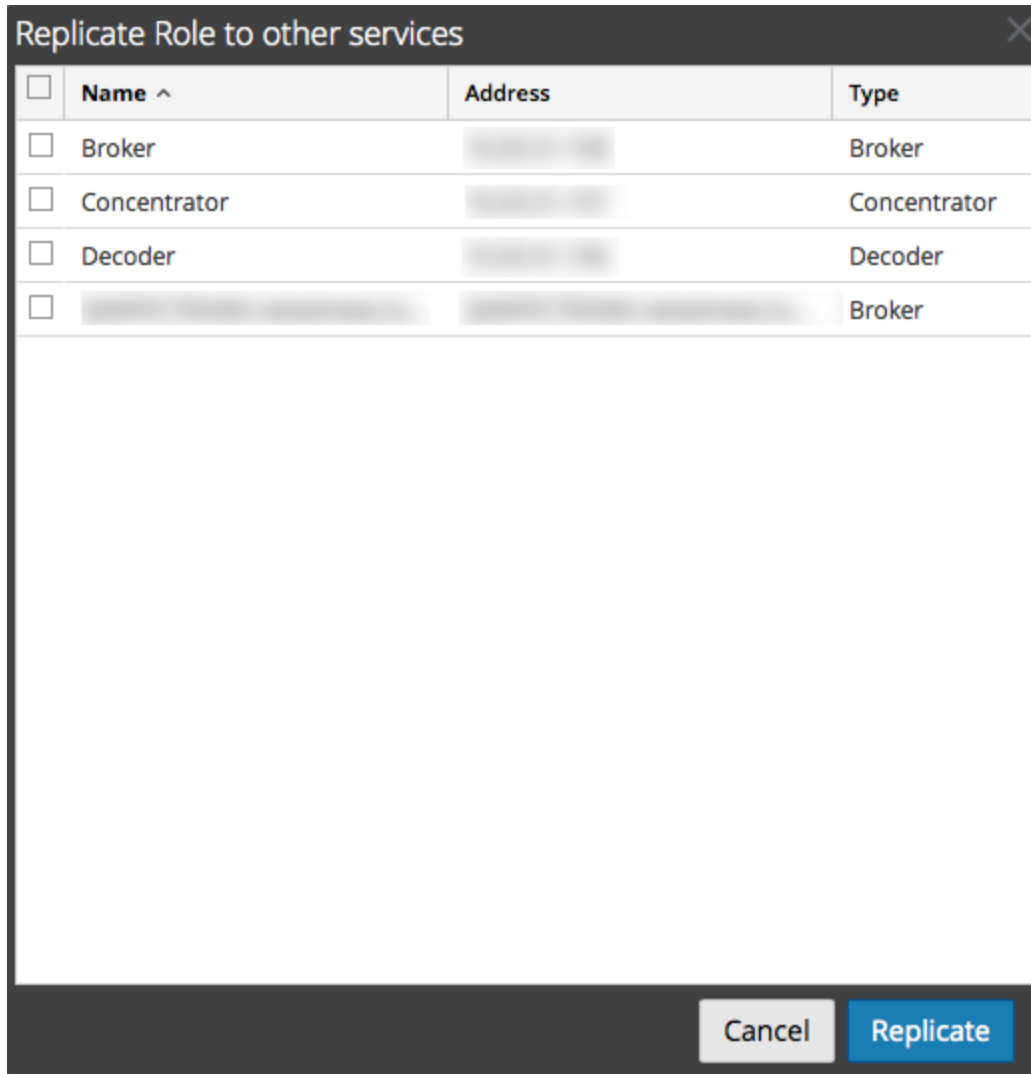 Replicate Role to other services
Name Address Type
Broker Broker
Concentrator Concentrator
Decoder Decoder
Broker
Cancel Replicate